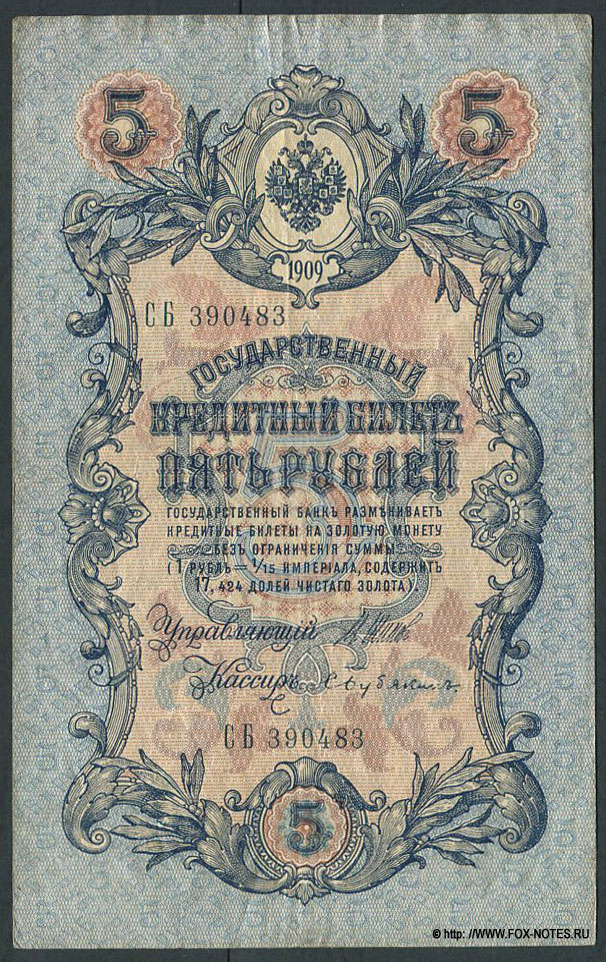 5 5
1909
СБ 390483
ГОСУДАРСТВЕННЫЙ
КРЕДИТНЫЙ БИЛЕТЪ
ПЯТЬ РУБЛЕЙ
ГОСУДАРСТВЕННЫЙ БАНКЪ РАЗМѢНИВАЕТЪ
КРЕДИТНЫЕ БИЛЕТЫ НА ЗОЛОТУЮ МОНЕТУ
БЕЗЪ ОГРАНИЧЕНІЯ СУММЫ
(1 РУБЛЬ = 1/15 ИМПЕРІАЛА, СОДЕРЖИТЪ
17,424 ДОЛЕЙ ЧИСТАГО ЗОЛОТА).
Управляющій
Кассиръ
СБ 390483
5
© http: //WWW.FOX-NOTES.RU